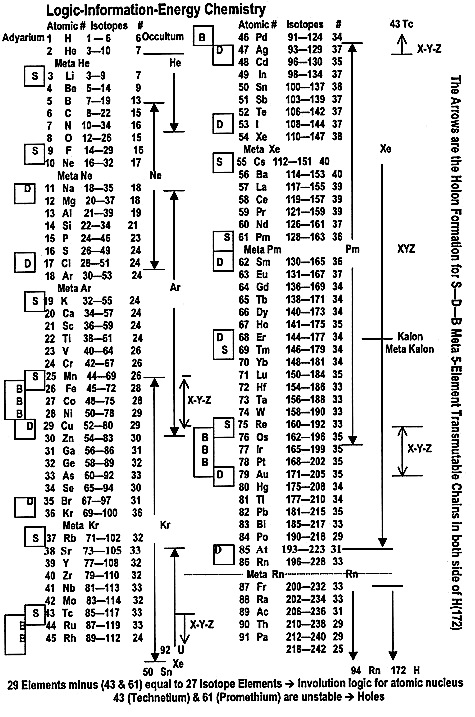 Logic-Information-Energy Chemistry
Atomic # Isotopes #
Adyarium 1 H 1—6 6 Occultum
2 He 3—10 7
Meta He He
S 3 Li 3—9 7
4 Be 5—14 9
5 B 7—19 13
6 C 8—22 15
7 N 10—34 16
8 O 12—26 15
S 9 F 14—29 15
10 Ne 16—32 17
Meta Ne Ne
D 11 Na 18—35 18
12 Mg 20—37 18
13 Al 21—39 19
14 Si 22—34 21
15 P 24—46 23
16 S 26—49 24
D 17 Cl 28—51 24
18 Ar 30—53 24
Meta Ar Ar
S 19 K 32—55 24
20 Ca 34—57 24
21 Sc 36—59 24
22 Ti 38—61 24
23 V 40—64 26
24 Cr 42—67 26
S 25 Mn 44—69 26
B 26 Fe 45—72 28
B 27 Co 48—75 28
B 28 Ni 50—78 29
D 29 Cu 52—80 29
X-Y-Z
30 Zn 54—83 30
31 Ga 56—86 31
32 Ge 58—89 32
33 As 60—92 33
34 Se 65—94 30
D 35 Br 67—97 31
36 Kr 69—100 36
Meta Kr Kr
S 37 Rb 71—102 32
38 Sr 73—105 33
39 Y 77—108 32
40 Zr 79—110 32
41 Nb 81—113 33
42 Mo 83—114 32
S 43 Tc 85—117 33
B 44 Ru 87—119 33
B 45 Rh 89—112 24
X-Y-Z
92 U
Xe
50 Sn
Atomic # Isotopes #
B 46 Pd 91—124 34
D 47 Ag 93—129 37
48 Cd 96—130 35
43 Tc
X-Y-Z
49 In 98—134 37
50 Sn 100—137 38
51 Sb 103—139 37
52 Te 106—142 37
D 53 I 108—144 37
54 Xe 110—147 38
Meta Xe Xe
S 55 Cs 112—151 40
56 Ba 114—153 40
57 La 117—155 39
58 Ce 119—157 39
59 Pr 121—159 39
60 Nd 126—161 37
S 61 Pm 128—163 36
Meta Pm Pm
XYZ
D 62 Sm 130—165 36
63 Eu 131—167 37
64 Gd 136—169 34
65 Tb 138—171 34
66 Dy 140—173 34
67 Ho 141—175 35
D 68 Er 144—177 34
S 69 Tm 146—179 34
Kalon
Meta Kalon
70 Yb 148—181 34
71 Lu 150—184 35
72 Hf 154—186 33
73 Ta 156—188 33
74 W 158—190 33
S 75 Re 160—192 33
B 76 Os 162—196 35
B 77 Ir 165—199 35
B 78 Pt 165—202 35
D 79 Au 171—205 35
X-Y-Z
80 Hg 175—208 34
81 Tl 177—210 34
82 Pb 181—215 35
83 Bi 185—217 33
84 Po 190—218 29
D 85 At 193—223 31
86 Rn 196—228 33
Meta Rn Rn
87 Fr 200—232 33
88 Ra 202—234 33
89 Ac 206—236 31
90 Th 210—238 29
91 Pa 212—240 29
218—242 25
94 Rn 172 H
The Arrows are the Holon Formation for S—D—B Meta 5-Element Transmutable Chains in both side of H(172)
29 Elements minus (43 & 61) equal to 27 Isotope Elements → Involution logic for atomic nucleus
43 (Technetium) & 61 (Promethium) are unstable → Holes